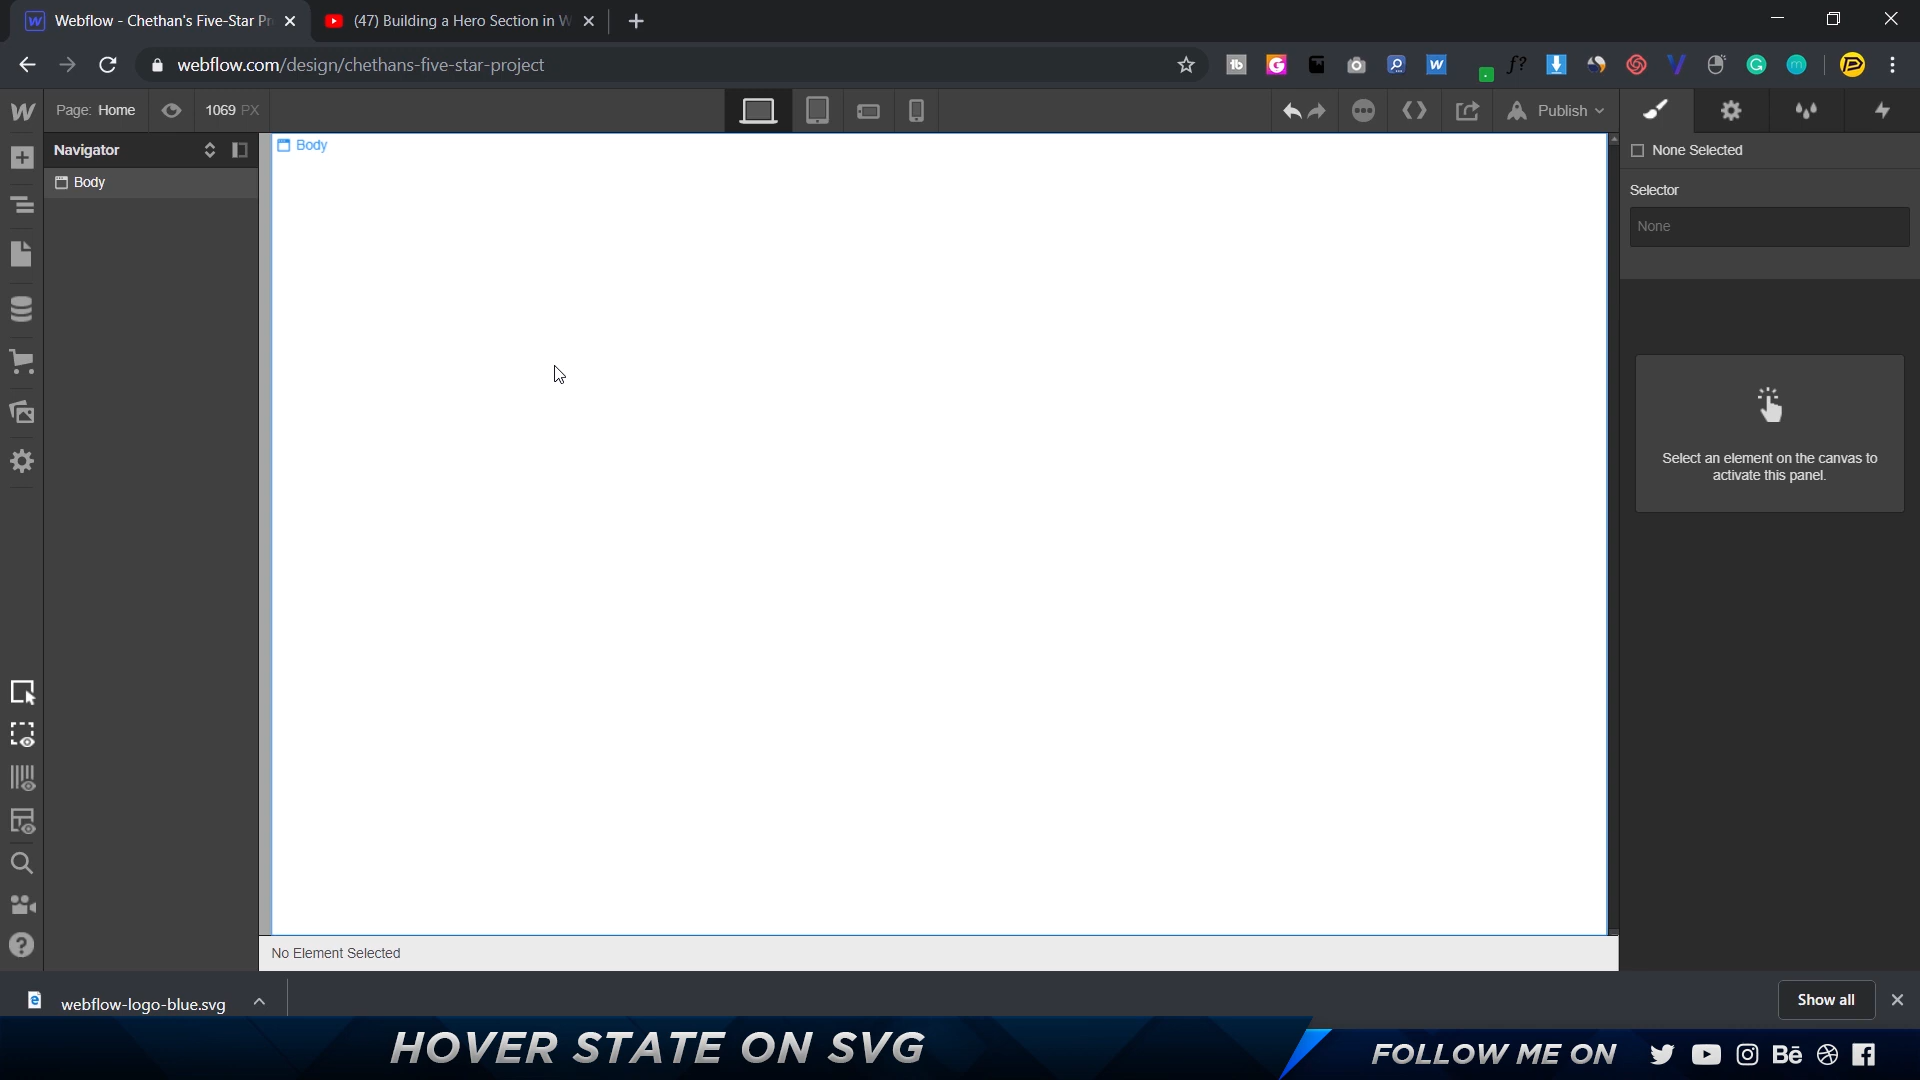 Webflow - Chethan's Five-Star Pr
(47) Building a Hero Section in W
webflow.com/design/chethans-five-star-project
Page: Home
1069 PX
Publish
Navigator
Body
Body
None Selected
Selector
None
Select an element on the canvas to
activate this panel.
No Element Selected
webflow-logo-blue.svg
Show all
HOVER STATE ON SVG
FOLLOW ME ON